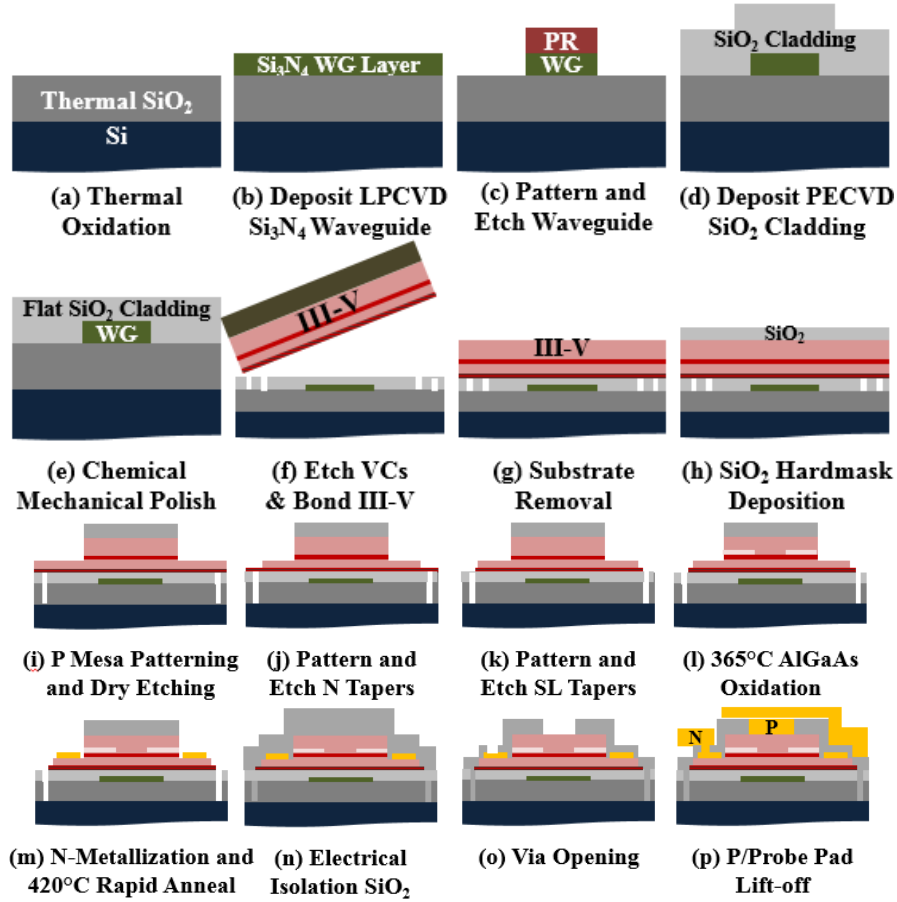 Thermal SiO₂
Si
(a) Thermal
Oxidation
Si₃N₄ WG Layer
(b) Deposit LPCVD
Si₃N₄ Waveguide
PR
WG
(c) Pattern and
Etch Waveguide
SiO₂ Cladding
(d) Deposit PECVD
SiO₂ Cladding
Flat SiO₂ Cladding
WG
(e) Chemical
Mechanical Polish
III-V
(f) Etch VCs
& Bond III-V
III-V
(g) Substrate
Removal
SiO₂
(h) SiO₂ Hardmask
Deposition
(i) P Mesa Patterning
and Dry Etching
(j) Pattern and
Etch N Tapers
(k) Pattern and
Etch SL Tapers
(l) 365°C AlGaAs
Oxidation
(m) N-Metallization and
420°C Rapid Anneal
(n) Electrical
Isolation SiO₂
(o) Via Opening
N
P
(p) P/Probe Pad
Lift-off